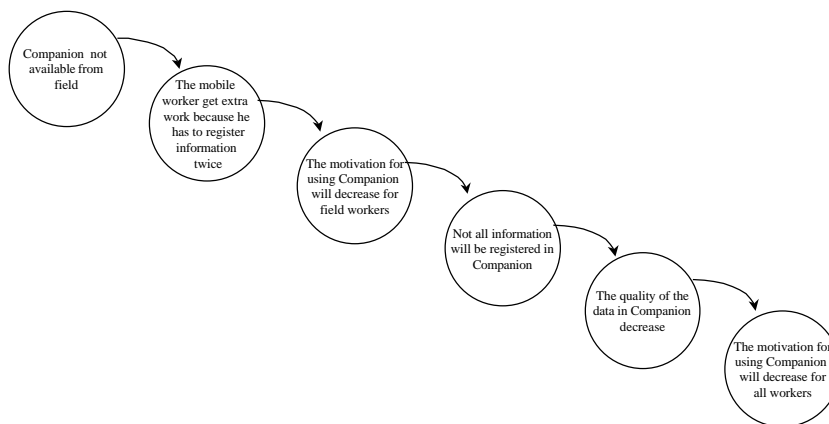 Companion not
available from
field
The mobile
worker get extra
work because he
has to register
information
twice
The motivation for
using Companion
will decrease for
field workers
Not all information
will be registered in
Companion
The quality of the
data in Companion
decrease
The motivation for
using Companion
will decrease for
all workers